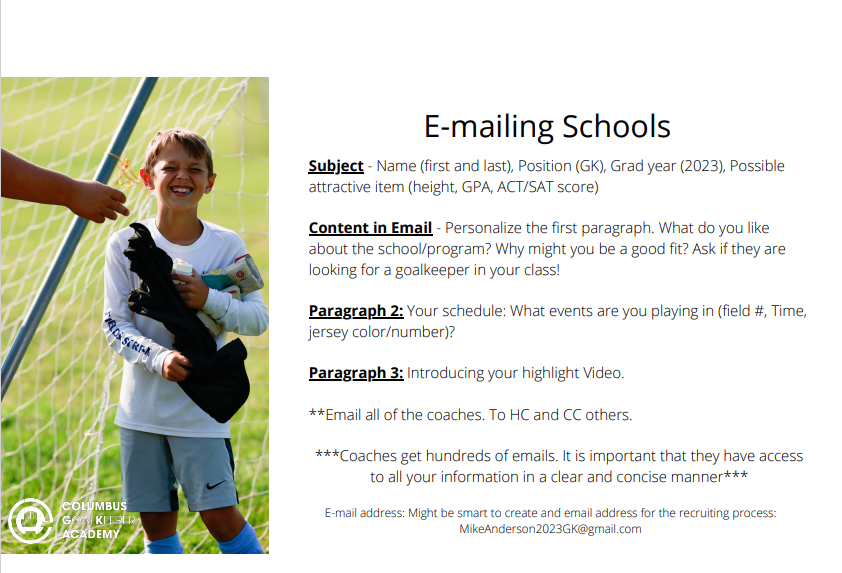 E-mailing Schools
Subject - Name (first and last), Position (GK), Grad year (2023), Possible
attractive item (height, GPA, ACT/SAT score)
Content in Email - Personalize the first paragraph. What do you like
about the school/program? Why might you be a good fit? Ask if they are
looking for a goalkeeper in your class!
Paragraph 2: Your schedule: What events are you playing in (field #, Time,
jersey color/number)?
Paragraph 3: Introducing your highlight Video.
**Email all of the coaches. To HC and CC others.
***Coaches get hundreds of emails. It is important that they have access
to all your information in a clear and concise manner***
E-mail address: Might be smart to create and email address for the recruiting process:
MikeAnderson2023GK@gmail.com
COLUMBUS
GOALKEEPER
ACADEMY